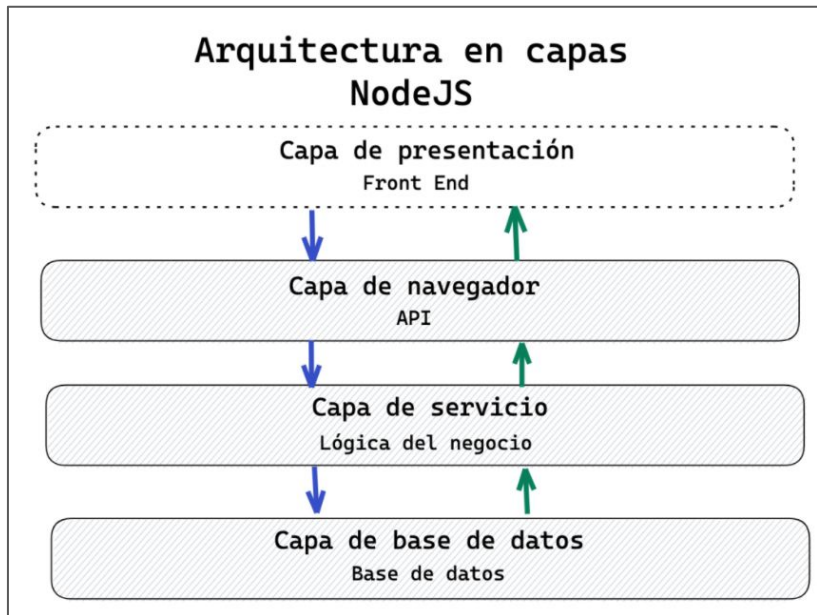 Arquitectura en capas
NodeJS
Capa de presentación
Front End
Capa de navegador
API
Capa de servicio
Lógica del negocio
Capa de base de datos
Base de datos